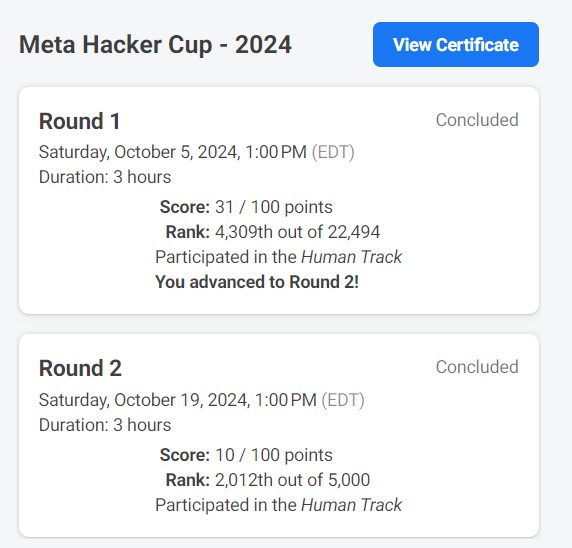 Meta Hacker Cup - 2024
View Certificate
Round 1
Concluded
Saturday, October 5, 2024, 1:00 PM (EDT)
Duration: 3 hours
Score: 31 / 100 points
Rank: 4,309th out of 22,494
Participated in the Human Track
You advanced to Round 2!
Round 2
Concluded
Saturday, October 19, 2024, 1:00 PM (EDT)
Duration: 3 hours
Score: 10 / 100 points
Rank: 2,012th out of 5,000
Participated in the Human Track